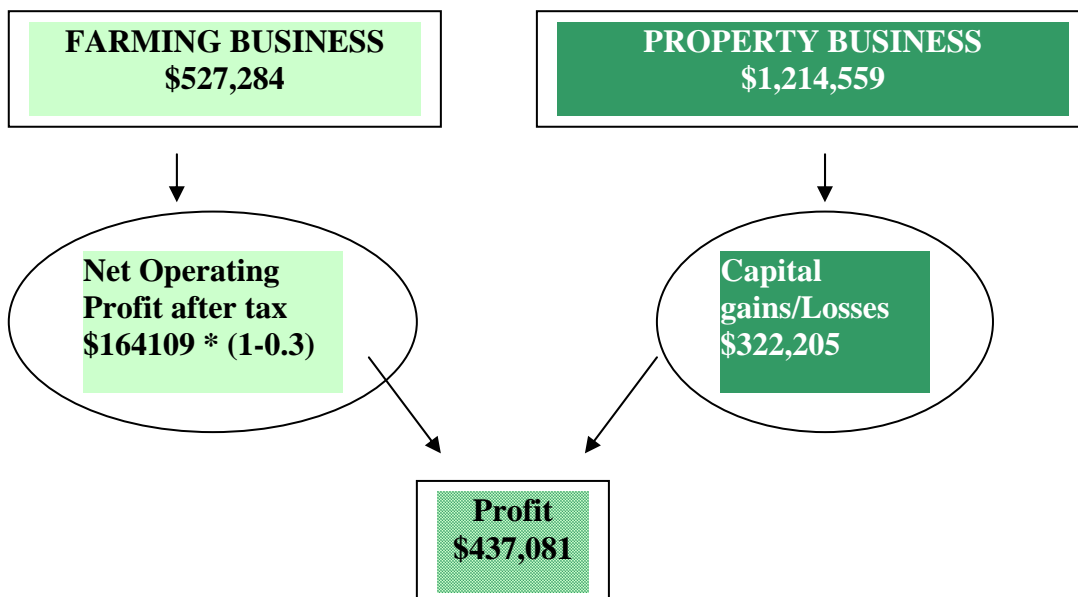 FARMING BUSINESS
$527,284
PROPERTY BUSINESS
$1,214,559
Net Operating
Profit after tax
$164109 * (1-0.3)
Capital
gains/Losses
$322,205
Profit
$437,081